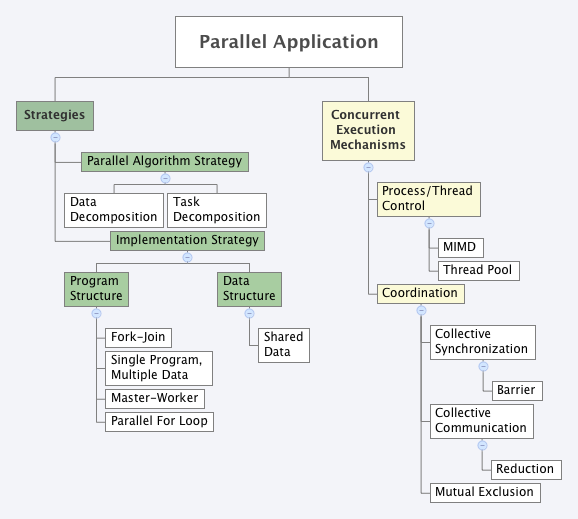 Parallel Application
Strategies
Parallel Algorithm Strategy
Data
Decomposition
Task
Decomposition
Implementation Strategy
Program
Structure
Fork-Join
Single Program,
Multiple Data
Master-Worker
Parallel For Loop
Data
Structure
Shared
Data
Concurrent
Execution
Mechanisms
Process/Thread
Control
MIMD
Thread Pool
Coordination
Collective
Synchronization
Barrier
Collective
Communication
Reduction
Mutual Exclusion